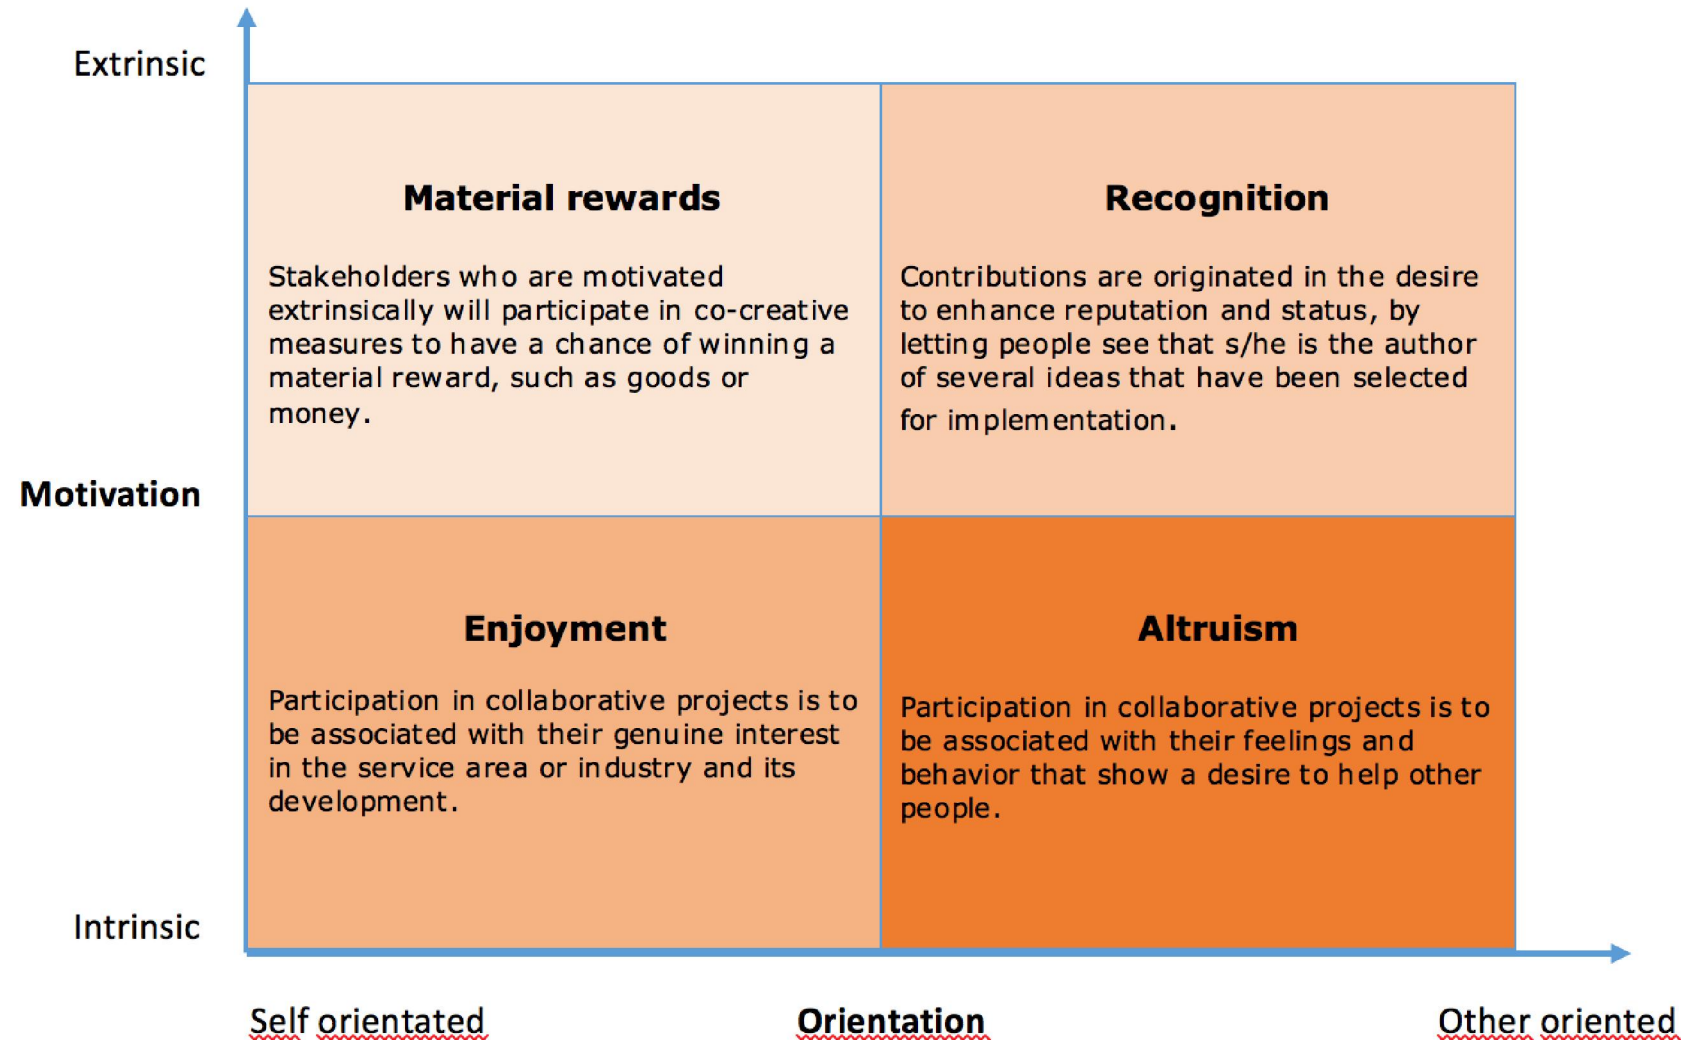 Extrinsic
Material rewards
Stakeholders who are motivated
extrinsically will participate in co-creative
measures to have a chance of winning a
material reward, such as goods or
money.
Recognition
Contributions are originated in the desire
to enhance reputation and status, by
letting people see that s/he is the author
of several ideas that have been selected
for implementation.
Motivation
Enjoyment
Participation in collaborative projects is to
be associated with their genuine interest
in the service area or industry and its
development.
Altruism
Participation in collaborative projects is to
be associated with their feelings and
behavior that show a desire to help other
people.
Intrinsic
Self orientated
Orientation
Other oriented